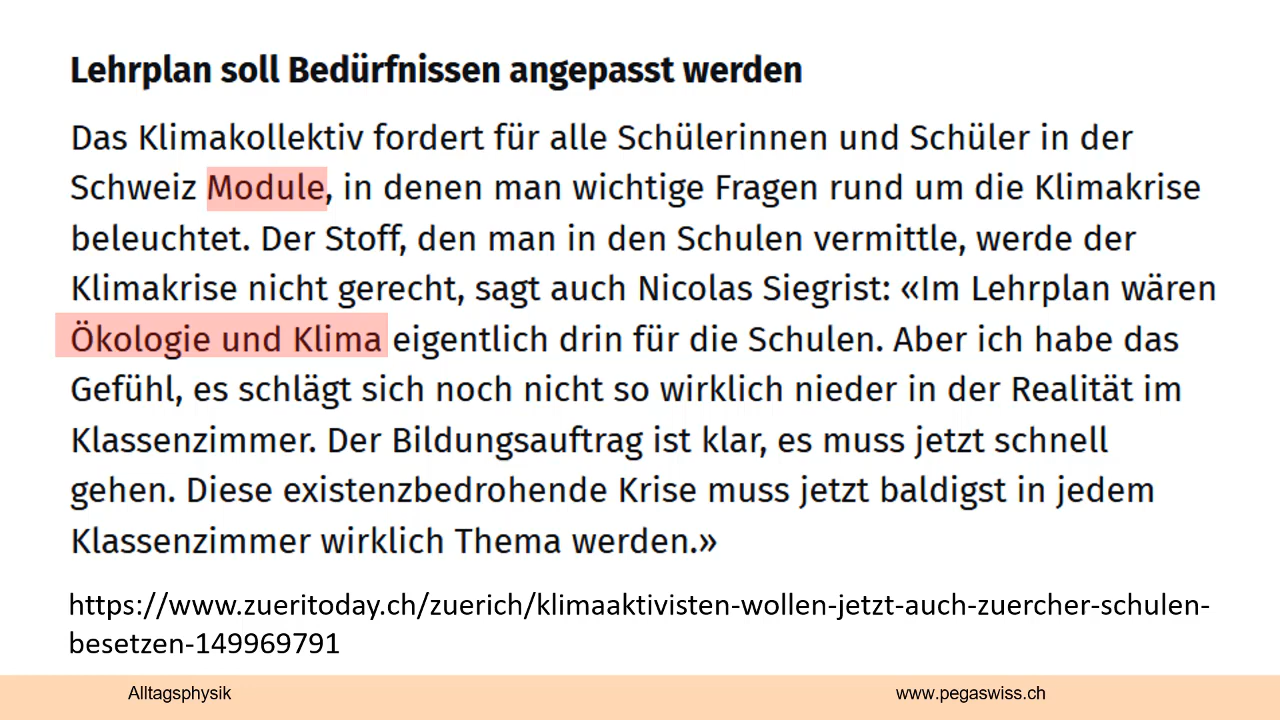 Lehrplan soll Bedürfnissen angepasst werden
Das Klimakollektiv fordert für alle Schülerinnen und Schüler in der
Schweiz Module, in denen man wichtige Fragen rund um die Klimakrise
beleuchtet. Der Stoff, den man in den Schulen vermittle, werde der
Klimakrise nicht gerecht, sagt auch Nicolas Siegrist: «Im Lehrplan wären
Ökologie und Klima eigentlich drin für die Schulen. Aber ich habe das
Gefühl, es schlägt sich noch nicht so wirklich nieder in der Realität im
Klassenzimmer. Der Bildungsauftrag ist klar, es muss jetzt schnell
gehen. Diese existenzbedrohende Krise muss jetzt baldigst in jedem
Klassenzimmer wirklich Thema werden.»
https://www.zueritoday.ch/zuerich/klimaaktivisten-wollen-jetzt-auch-zuercher-schulen-
besetzen-149969791
Alltagsphysik
www.pegaswiss.ch